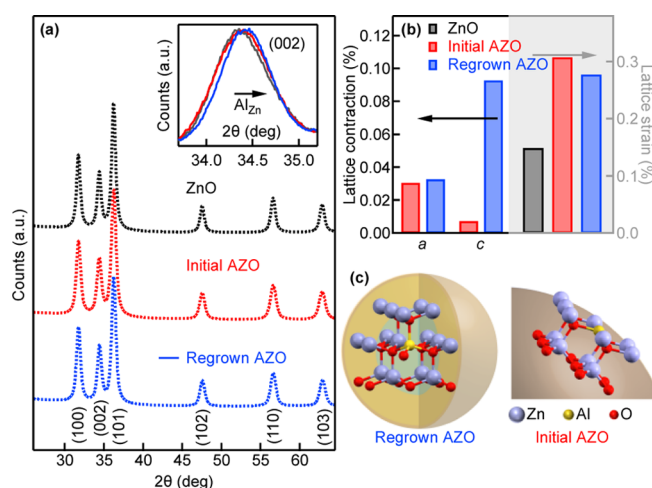 (a)
Counts (a.u.)
(002)
Al_Zn
2θ (deg)
34.0 34.5 35.0
ZnO
Initial AZO
Regrown AZO
Counts (a.u.)
(100) (002) (101) (102) (110) (103)
30 35 40 45 50 55 60
2θ (deg)
(b)
ZnO
Initial AZO
Regrown AZO
Lattice contraction (%)
0.12
0.10
0.08
0.06
0.04
0.02
0.00
a c
0.3
0.2
0.1
0.0
Lattice strain (%)
(c)
Regrown AZO
Zn Al O
Initial AZO